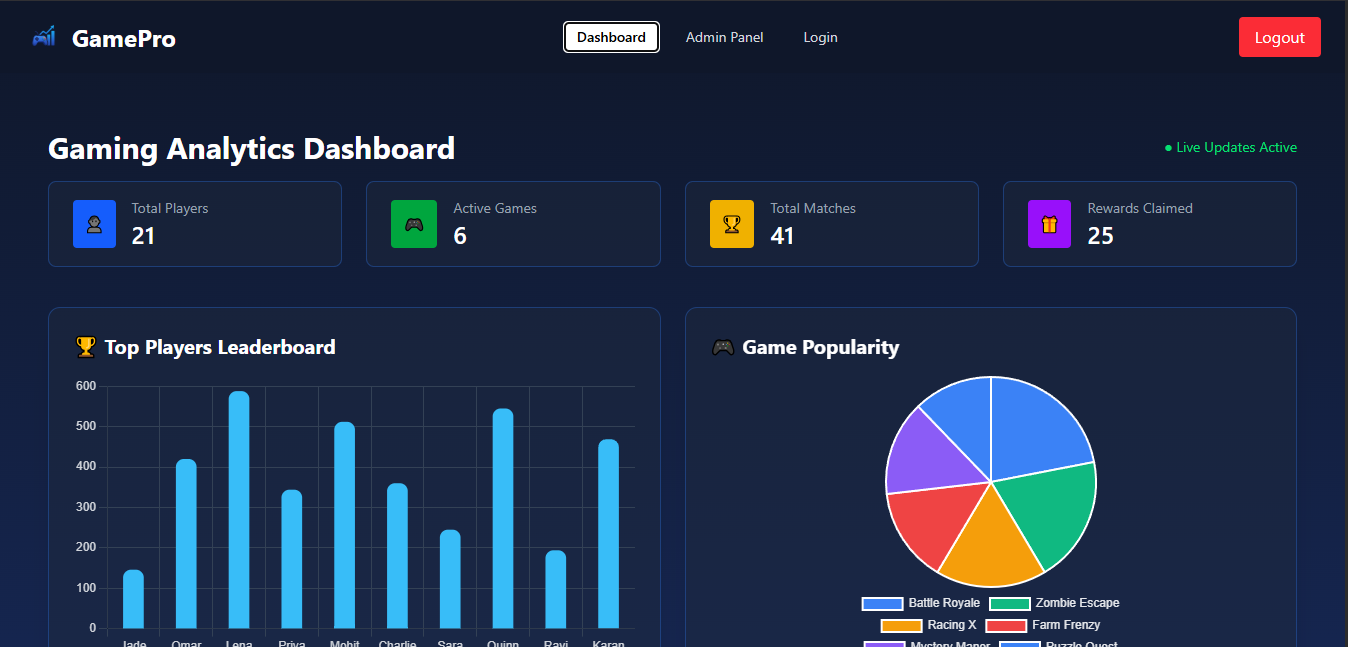 GamePro
Dashboard
Admin Panel
Login
Logout
Gaming Analytics Dashboard
● Live Updates Active
Total Players
21
Active Games
6
Total Matches
41
Rewards Claimed
25
Top Players Leaderboard
600
500
400
300
200
100
0
Jade Omar Lena Priya Mohit Charlie Sara Quinn Ravi Karan
Game Popularity
Battle Royale Zombie Escape
Racing X Farm Frenzy
Mystery Manor Puzzle Quest